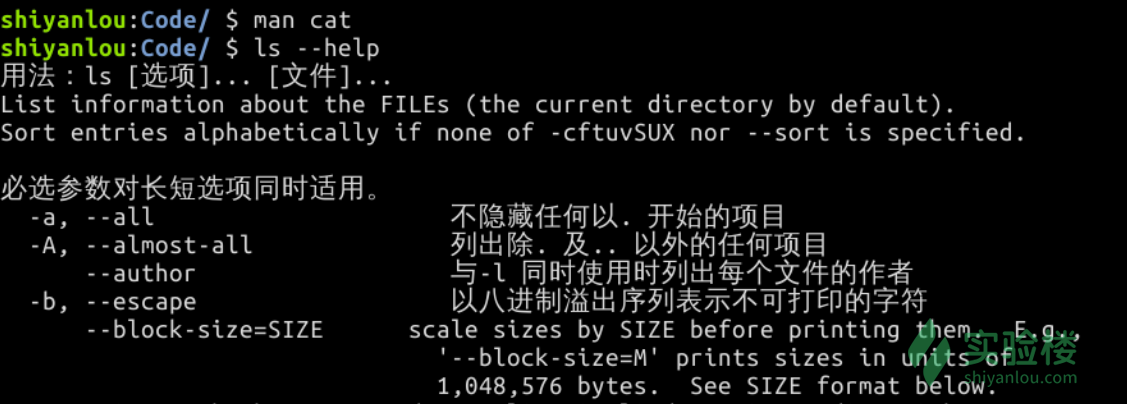 shiyanlou:Code/ $ man cat
shiyanlou:Code/ $ ls --help
用法：ls [选项]... [文件]...
List information about the FILEs (the current directory by default).
Sort entries alphabetically if none of -cftuvSUX nor --sort is specified.
必选参数对长短选项同时适用。
-a, --all 不隐藏任何以. 开始的项目
-A, --almost-all 列出除. 及.. 以外的任何项目
--author 与-l 同时使用时列出每个文件的作者
-b, --escape 以八进制溢出序列表示不可打印的字符
--block-size=SIZE scale sizes by SIZE before printing them.  E.g.,
'--block-size=M' prints sizes in units of
1,048,576 bytes.  See SIZE format below.
实验楼
shiyanlou.com